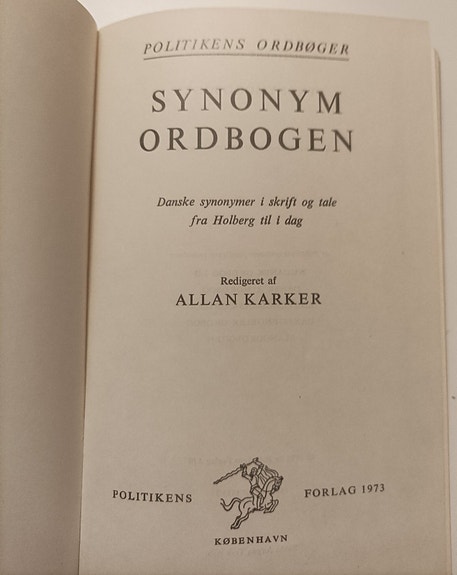 POLITIKENS ORDBØGER
SYNONYM
ORDBOGEN
Danske synonymer i skrift og tale
fra Holberg til i dag
Redigeret af
ALLAN KARKER
POLITIKENS FORLAG 1973
KØBENHAVN